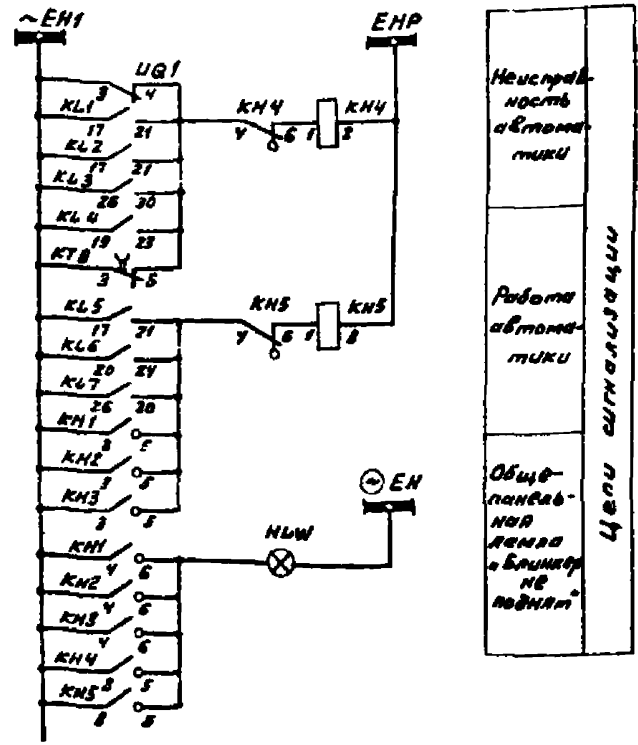 ~EH1
EHP
UQ1
3 4
KL1
KH4 KH4
17 21
4 6 1 2
KL2
17 21
KL3
26 30
KL4
19 23
KT8
3 5
KL5
KH5 KH5
17 21
4 6 1 2
KL6
20 24
KL7
26 20
KH1
3 5
KH2
3 5
KH3
3 5
~ EH
KH1
HLW
4 6
KH2
4 6
KH3
4 6
KH4
3 5
KH5
3 5
Неисправ-
ность
автома-
тики
Работа
автома-
тики
Обще-
панель-
ная
лампа
„Блинкер
не
поднят“
Цепи сигнализации